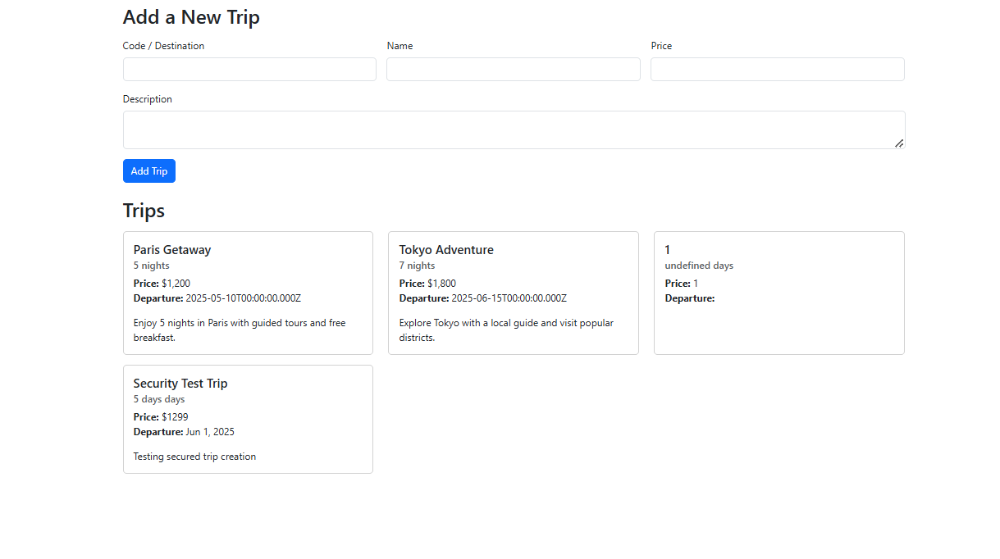 Add a New Trip
Code / Destination Name Price
Description
Add Trip
Trips
Paris Getaway
5 nights
Price: $1,200
Departure: 2025-05-10T00:00:00.000Z
Enjoy 5 nights in Paris with guided tours and free
breakfast.
Tokyo Adventure
7 nights
Price: $1,800
Departure: 2025-06-15T00:00:00.000Z
Explore Tokyo with a local guide and visit popular
districts.
1
undefined days
Price: 1
Departure:
Security Test Trip
5 days days
Price: $1299
Departure: Jun 1, 2025
Testing secured trip creation